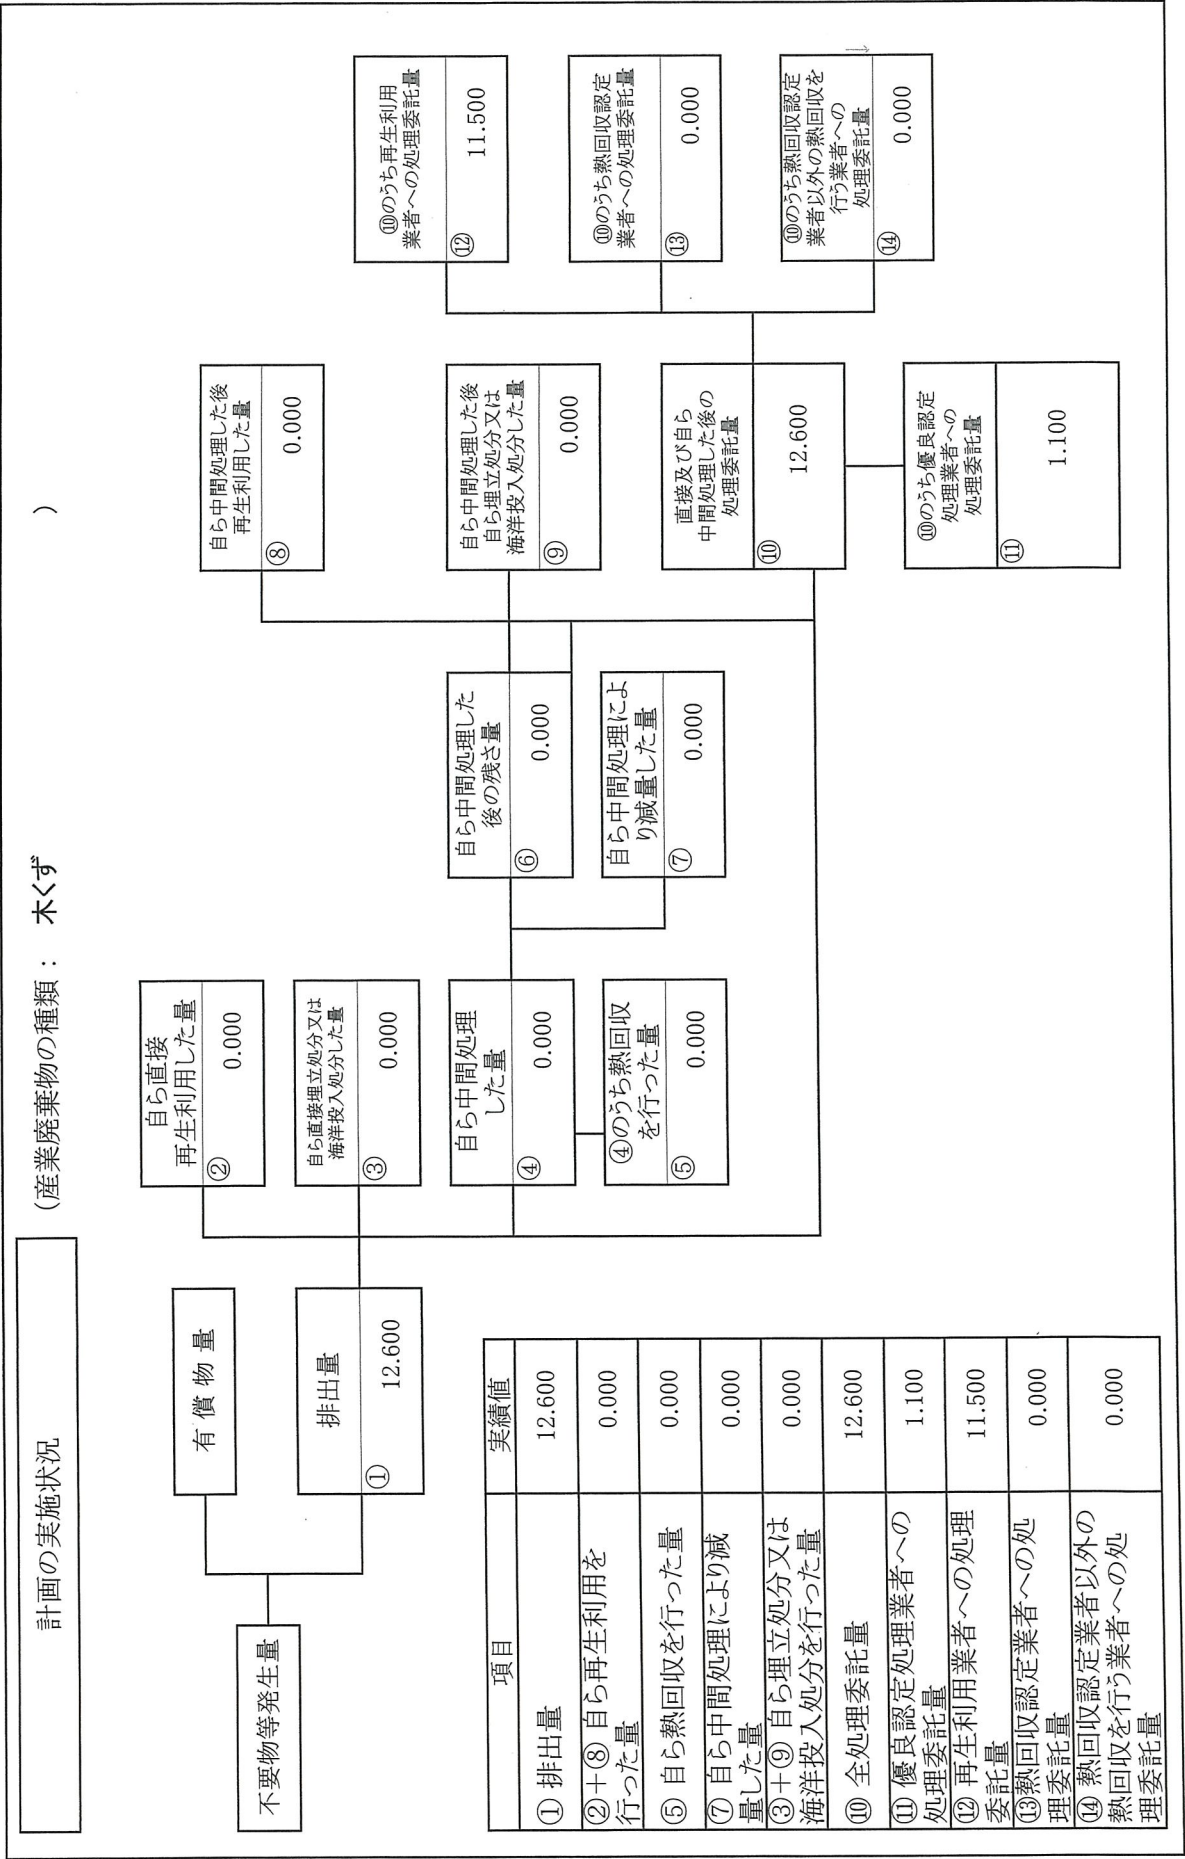 計画の実施状況
(産業廃棄物の種類： 木くず )
不要物等発生量
有 償 物 量
排出量
① 12.600
自ら直接
再生利用した量
② 0.000
自ら直接埋立処分又は
海洋投入処分した量
③ 0.000
自ら中間処理
した量
④ 0.000
④のうち熱回収
を行った量
⑤ 0.000
自ら中間処理した
後の残さ量
⑥ 0.000
自ら中間処理によ
り減量した量
⑦ 0.000
自ら中間処理した後
再生利用した量
⑧ 0.000
自ら中間処理した後
自ら埋立処分又は
海洋投入処分した量
⑨ 0.000
直接及び自ら
中間処理した後の
処理委託量
⑩ 12.600
⑩のうち優良認定
処理業者への
処理委託量
⑪ 1.100
⑩のうち再生利用
業者への処理委託量
⑫ 11.500
⑩のうち熱回収認定
業者への処理委託量
⑬ 0.000
⑩のうち熱回収認定
業者以外の熱回収を
行う業者への
処理委託量
⑭ 0.000
項目 実績値
① 排出量 12.600
②＋⑧ 自ら再生利用を
行った量 0.000
⑤ 自ら熱回収を行った量 0.000
⑦ 自ら中間処理により減
量した量 0.000
③＋⑨ 自ら埋立処分又は
海洋投入処分を行った量 0.000
⑩ 全処理委託量 12.600
⑪ 優良認定処理業者への
処理委託量 1.100
⑫ 再生利用業者への処理
委託量 11.500
⑬熱回収認定業者への処
理委託量 0.000
⑭ 熱回収認定業者以外の
熱回収を行う業者への処
理委託量 0.000